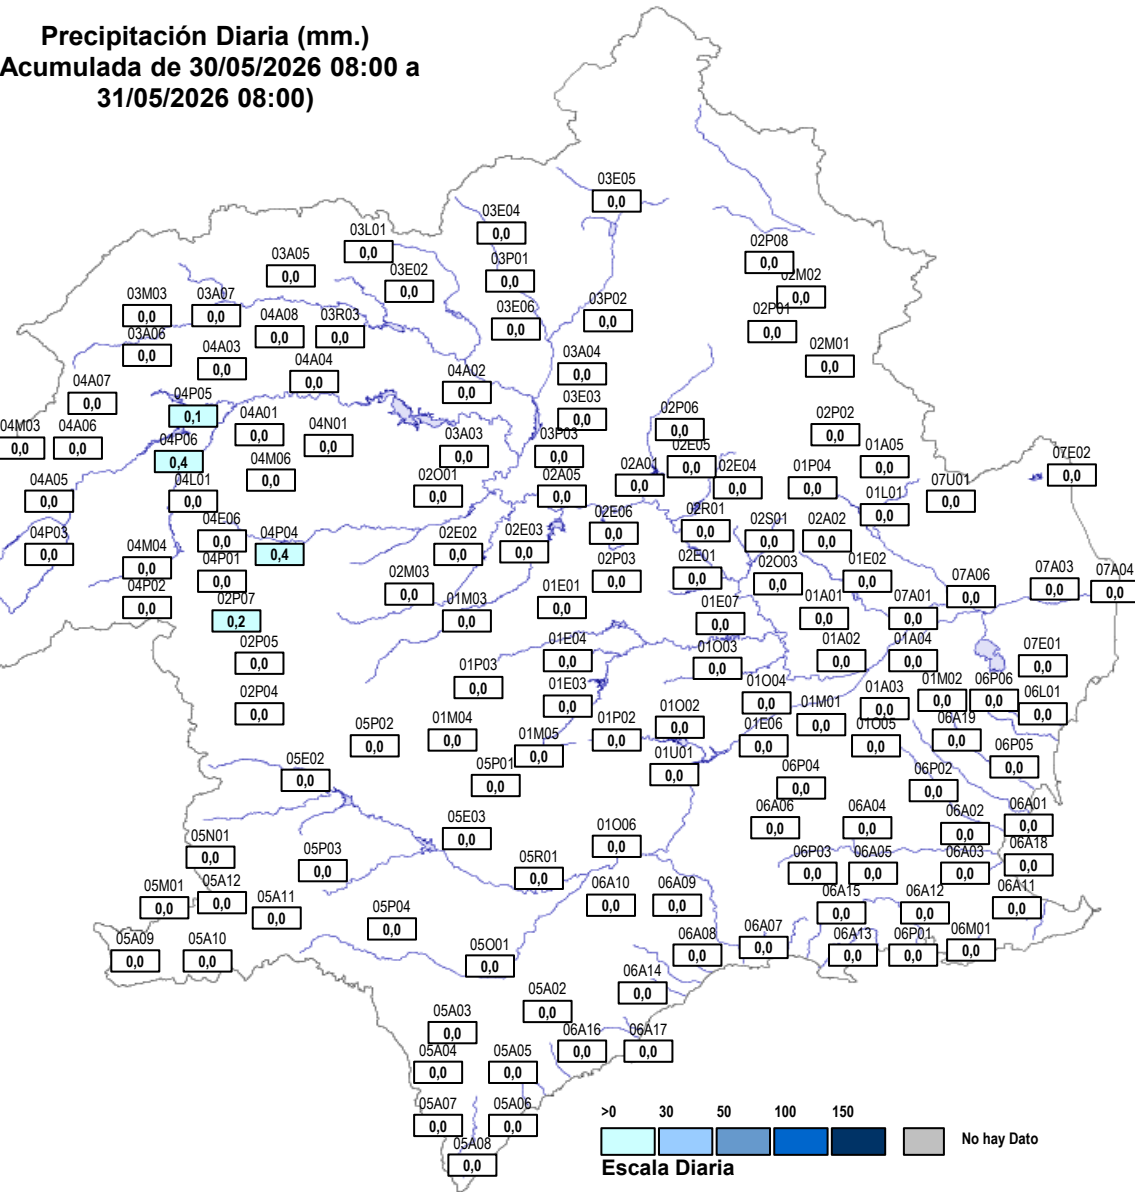 Precipitación Diaria (mm.)
Acumulada de 30/05/2026 08:00 a
31/05/2026 08:00)
03E05
0,0
03E04
0,0
03L01
0,0
02P08
0,0
03A05
0,0
03P01
0,0
03E02
0,0
02M02
0,0
03M03
0,0
03A07
0,0
03P02
0,0
03E06
0,0
02P01
0,0
04A08
0,0
03R03
0,0
03A06
0,0
04A03
0,0
02M01
0,0
03A04
0,0
04A04
0,0
04A02
0,0
04A07
0,0
04P05
0,1
03E03
0,0
02P06
0,0
02P02
0,0
04A01
0,0
04M03
0,0
04A06
0,0
04N01
0,0
04P06
0,4
03A03
0,0
03P03
0,0
02E05
0,0
01A05
0,0
07E02
0,0
04M06
0,0
02A01
0,0
02E04
0,0
01P04
0,0
02O01
0,0
02A05
0,0
04A05
0,0
04L01
0,0
07U01
0,0
01L01
0,0
04E06
0,0
02E06
0,0
02R01
0,0
02S01
0,0
02A02
0,0
04P03
0,0
04P04
0,4
02E02
0,0
02E03
0,0
04M04
0,0
04P01
0,0
02P03
0,0
02E01
0,0
02O03
0,0
01E02
0,0
07A03
0,0
07A04
0,0
02M03
0,0
04P02
0,0
01E01
0,0
07A06
0,0
02P07
0,2
01M03
0,0
01E07
0,0
01A01
0,0
07A01
0,0
02P05
0,0
01E04
0,0
01O03
0,0
01A02
0,0
01A04
0,0
07E01
0,0
01P03
0,0
01E03
0,0
01O04
0,0
01A03
0,0
01M02
0,0
06P06
0,0
06L01
0,0
02P04
0,0
01O02
0,0
01M01
0,0
05P02
0,0
01M04
0,0
01P02
0,0
01E06
0,0
01O05
0,0
06A19
0,0
01M05
0,0
06P05
0,0
05E02
0,0
05P01
0,0
01U01
0,0
06P04
0,0
06P02
0,0
06A06
0,0
06A04
0,0
06A02
0,0
06A01
0,0
05E03
0,0
01O06
0,0
05N01
0,0
05P03
0,0
05R01
0,0
06P03
0,0
06A05
0,0
06A03
0,0
06A18
0,0
05M01
0,0
05A12
0,0
05A11
0,0
06A10
0,0
06A09
0,0
06A15
0,0
06A12
0,0
06A11
0,0
05P04
0,0
05A09
0,0
05A10
0,0
05O01
0,0
06A08
0,0
06A07
0,0
06A13
0,0
06P01
0,0
06M01
0,0
06A14
0,0
05A02
0,0
05A03
0,0
06A16
0,0
06A17
0,0
05A04
0,0
05A05
0,0
05A07
0,0
05A06
0,0
05A08
0,0
>0 30 50 100 150
No hay Dato
Escala Diaria